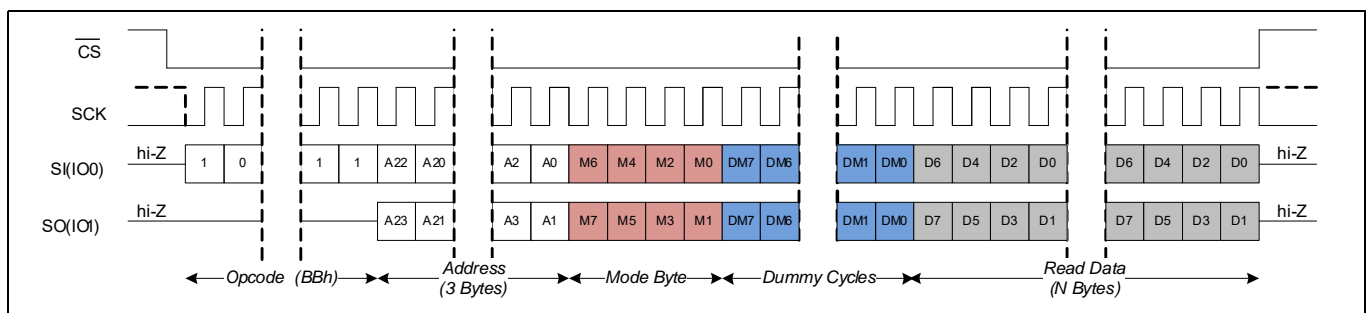 CS
SCK
SI(IO0) hi-Z 1 0 1 1 A22 A20 A2 A0 M6 M4 M2 M0 DM7 DM6 DM1 DM0 D6 D4 D2 D0 D6 D4 D2 D0 hi-Z
SO(IO1) hi-Z A23 A21 A3 A1 M7 M5 M3 M1 DM7 DM6 DM1 DM0 D7 D5 D3 D1 D7 D5 D3 D1 hi-Z
Opcode (BBh) Address Mode Byte Dummy Cycles Read Data
(3 Bytes) (N Bytes)